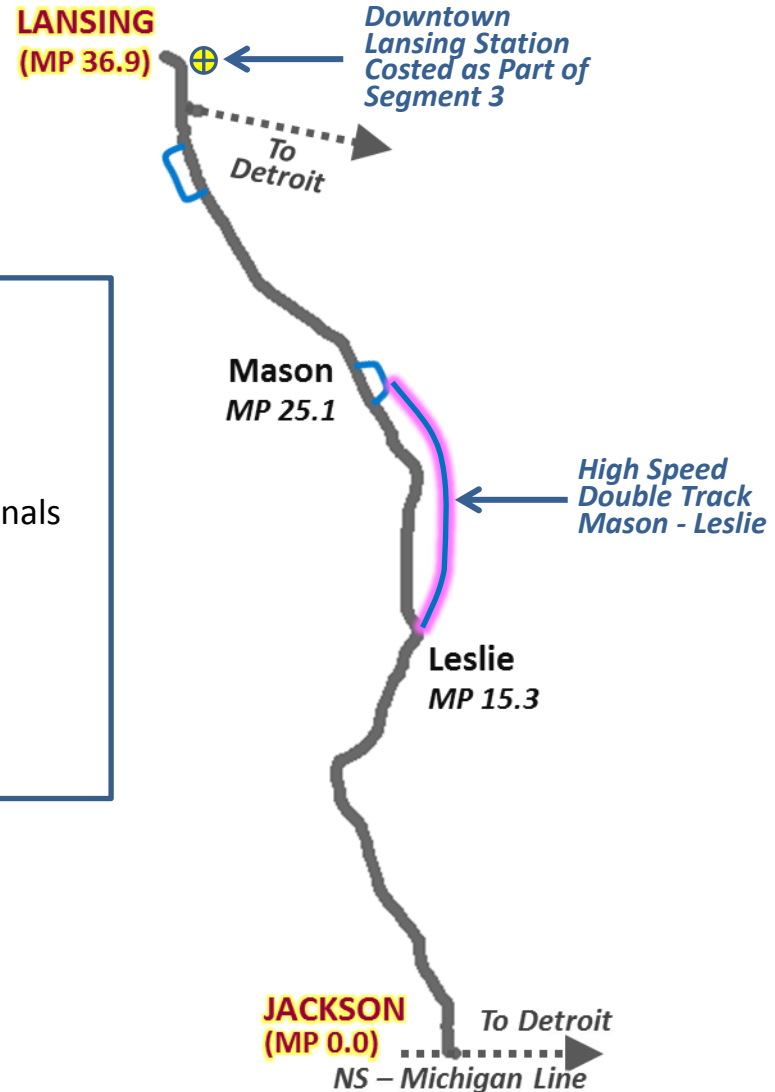 LANSING
(MP 36.9)
Downtown
Lansing Station
Costed as Part of
Segment 3
To
Detroit
Mason
MP 25.1
High Speed
Double Track
Mason - Leslie
nals
Leslie
MP 15.3
JACKSON
(MP 0.0)
To Detroit
NS – Michigan Line